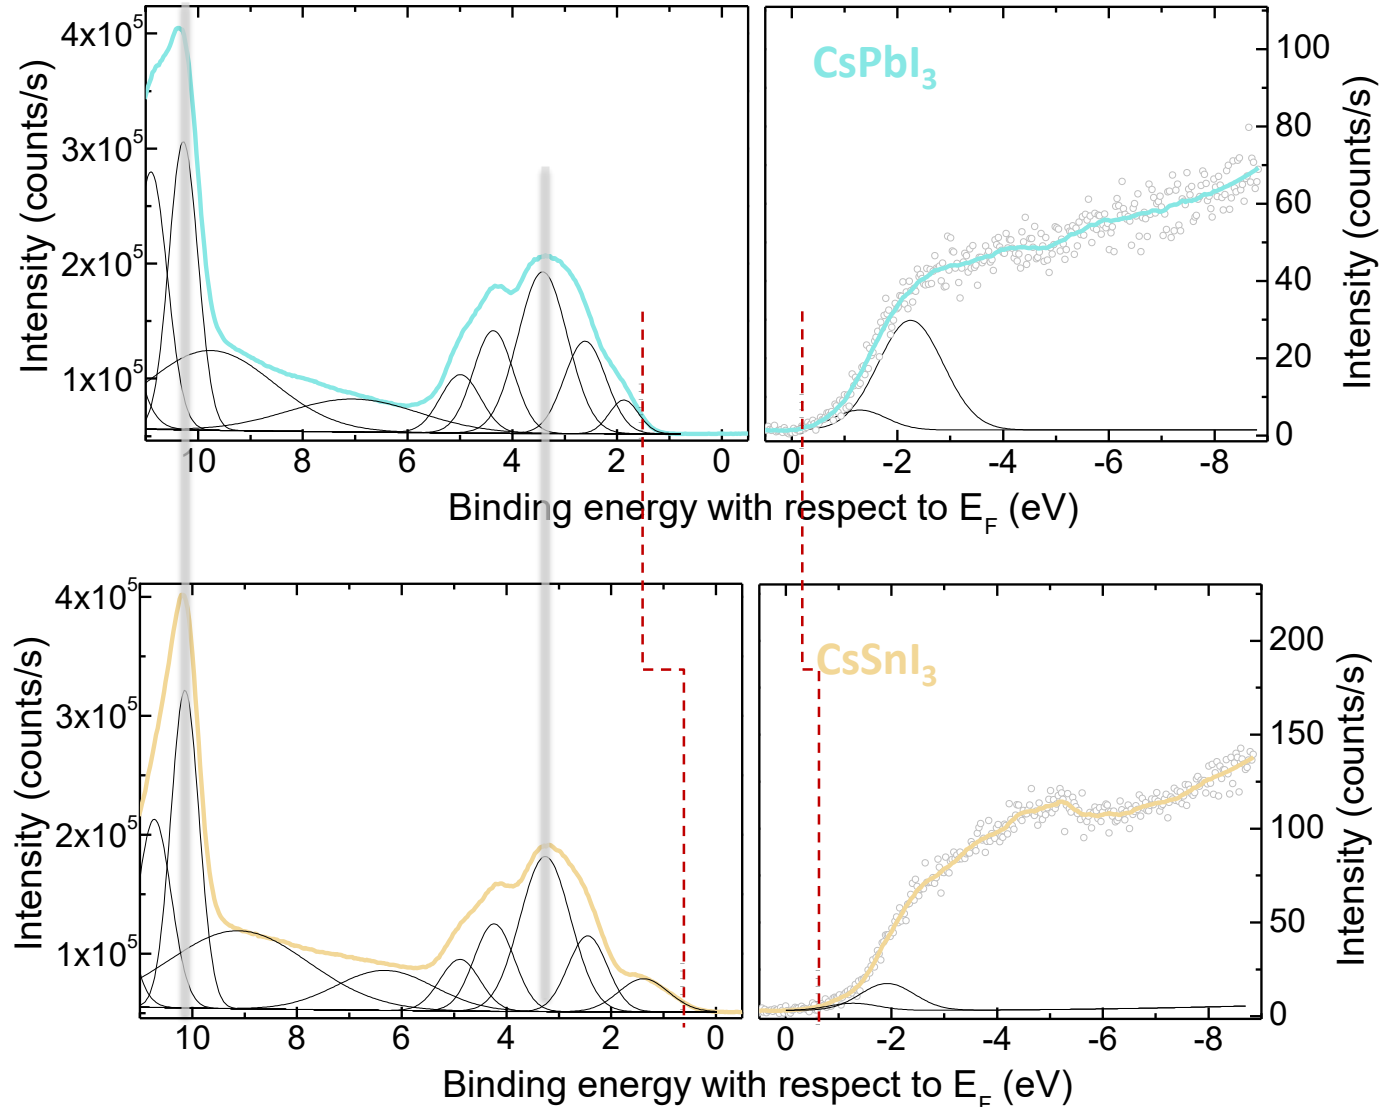 CsPbI₃
Intensity (counts/s)
4x10⁵
3x10⁵
2x10⁵
1x10⁵
10 8 6 4 2 0
0 -2 -4 -6 -8
100
80
60
40
20
0
Intensity (counts/s)
Binding energy with respect to E_F (eV)
CsSnI₃
Intensity (counts/s)
4x10⁵
3x10⁵
2x10⁵
1x10⁵
10 8 6 4 2 0
0 -2 -4 -6 -8
200
150
100
50
0
Intensity (counts/s)
Binding energy with respect to E_F (eV)